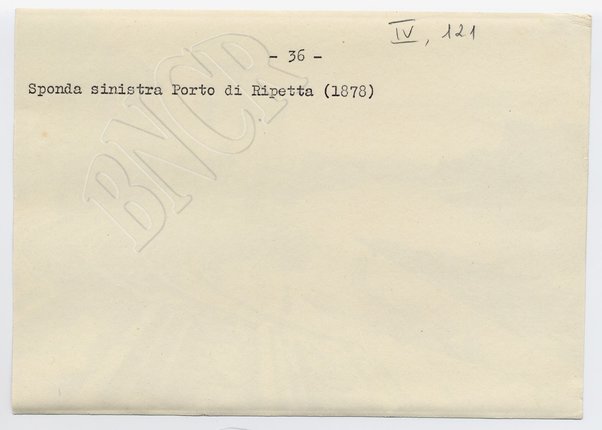 IV, 121
- 36 -
Sponda sinistra Porto di Ripetta (1878)
BNCR